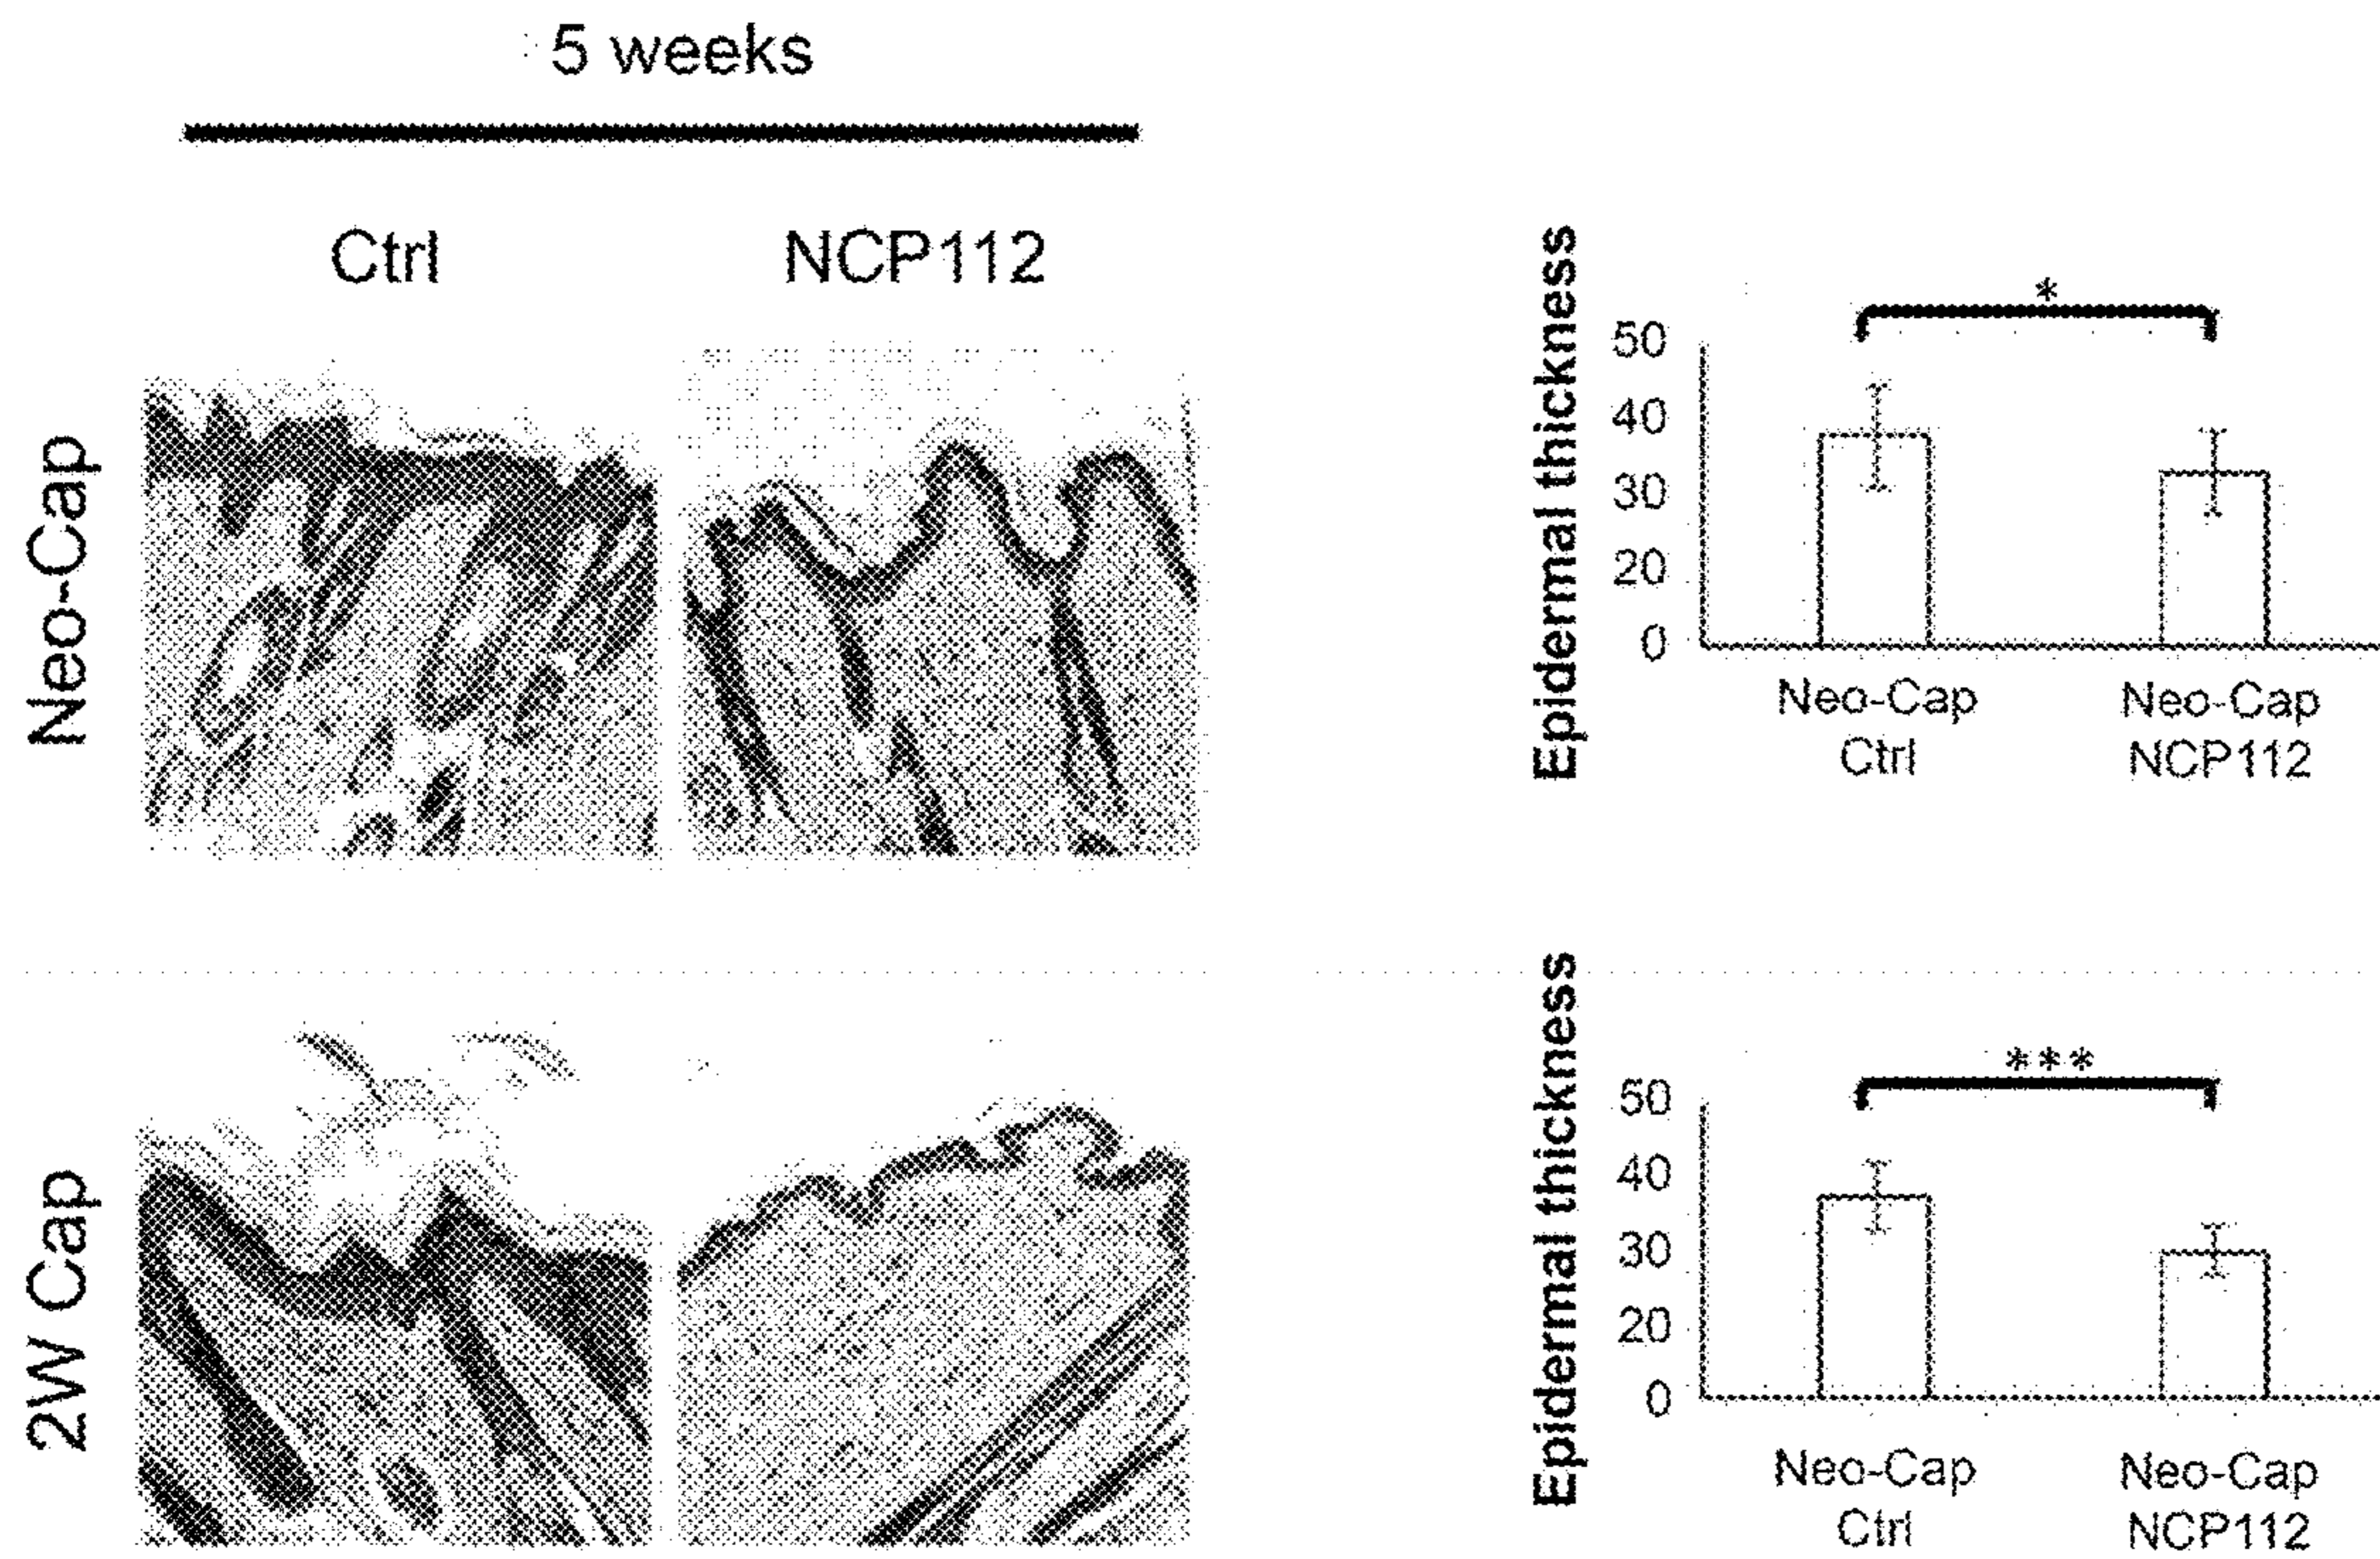 5 weeks
Ctrl
NCP112
Neo-Cap
Epidermal thickness
*
50
40
30
20
0
Neo-Cap
Ctrl
Neo-Cap
NCP112
2W Cap
Epidermal thickness
***
50
40
30
20
0
Neo-Cap
Ctrl
Neo-Cap
NCP112